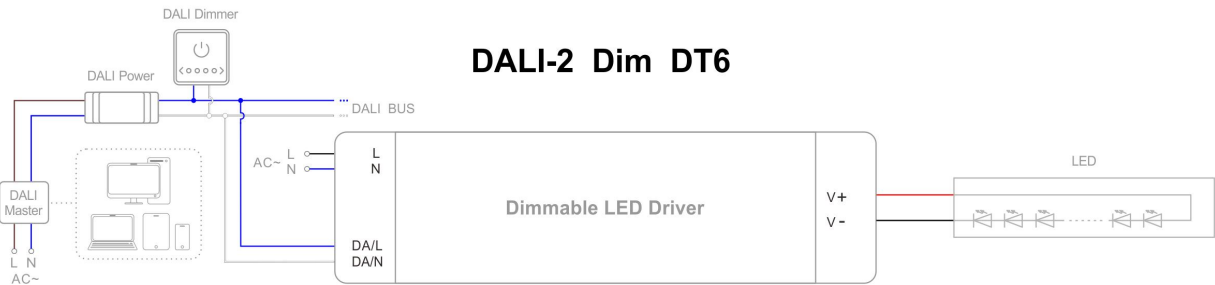 DALI Dimmer
DALI-2 Dim DT6
DALI Power
DALI BUS
AC~
L
N
L
N
LED
DALI
Master
Dimmable LED Driver
V+
V-
DA/L
DA/N
L N
AC~